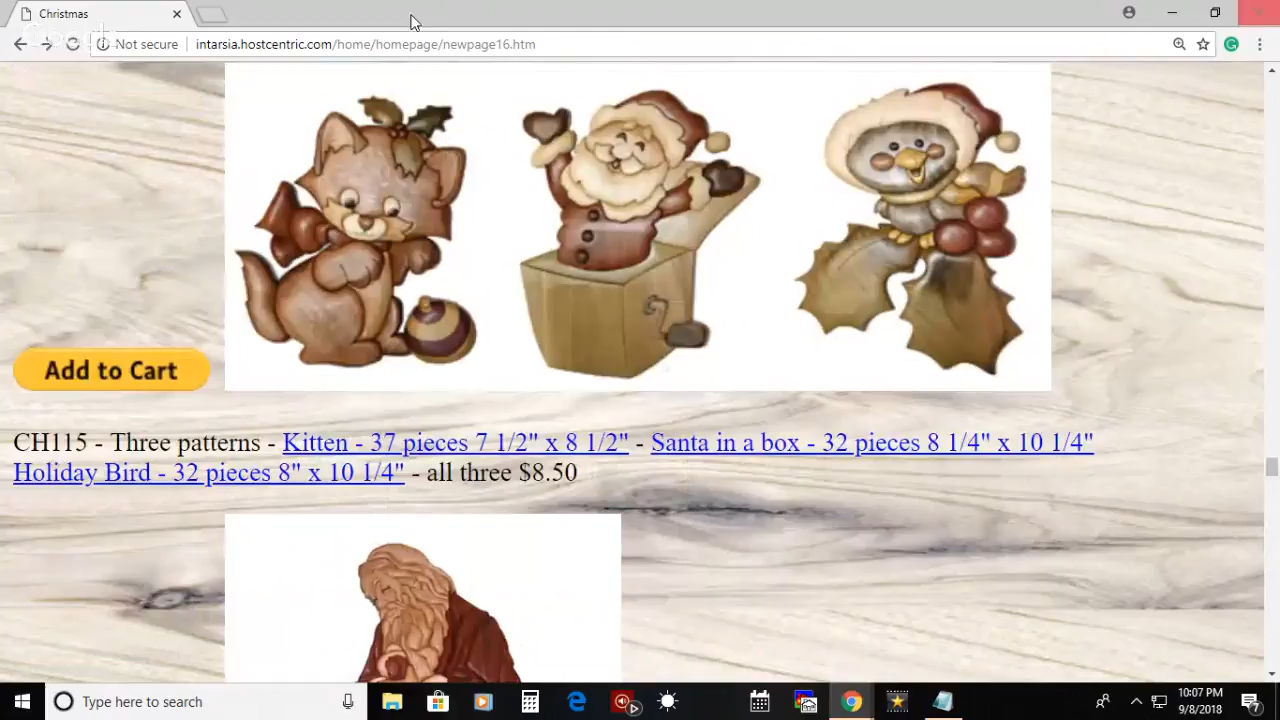 Christmas
Not secure
intarsia.hostcentric.com/home/homepage/newpage16.htm
Add to Cart
CH115 - Three patterns - Kitten - 37 pieces 7 1/2" x 8 1/2" - Santa in a box - 32 pieces 8 1/4" x 10 1/4"
Holiday Bird - 32 pieces 8" x 10 1/4" - all three $8.50
Type here to search
10:07 PM
9/8/2018
7